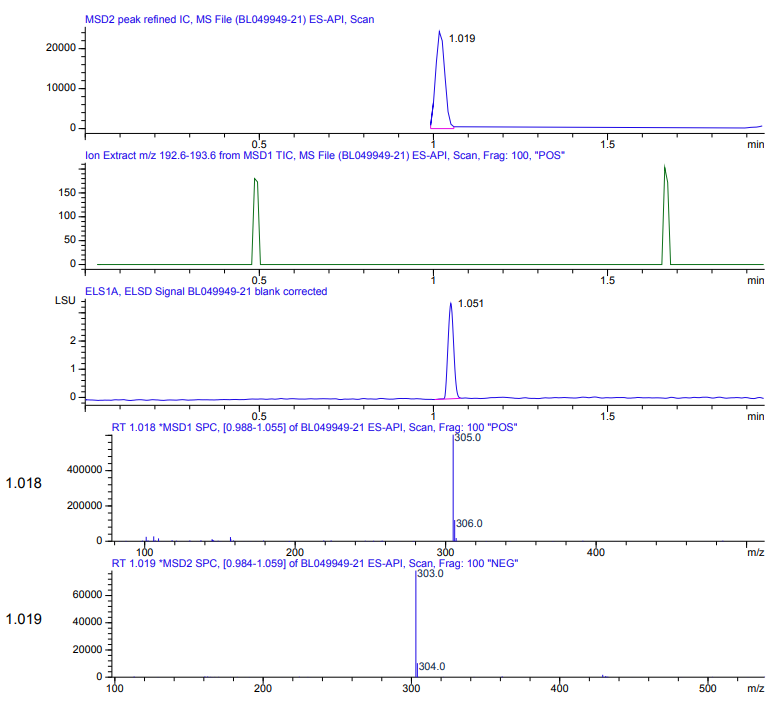 MSD2 peak refined IC, MS File (BL049949-21) ES-API, Scan
20000
10000
0
1.019
0.5 1 1.5 min
Ion Extract m/z 192.6-193.6 from MSD1 TIC, MS File (BL049949-21) ES-API, Scan, Frag: 100, "POS"
150
100
50
0
0.5 1 1.5 min
ELS1A, ELSD Signal BL049949-21 blank corrected
LSU
1.051
2
1
0
0.5 1 1.5 min
RT 1.018 *MSD1 SPC, [0.988-1.055] of BL049949-21 ES-API, Scan, Frag: 100 "POS"
305.0
400000
1.018
200000
306.0
0
100 200 300 400 m/z
RT 1.019 *MSD2 SPC, [0.984-1.059] of BL049949-21 ES-API, Scan, Frag: 100 "NEG"
303.0
60000
1.019
40000
20000
304.0
0
100 200 300 400 500 m/z